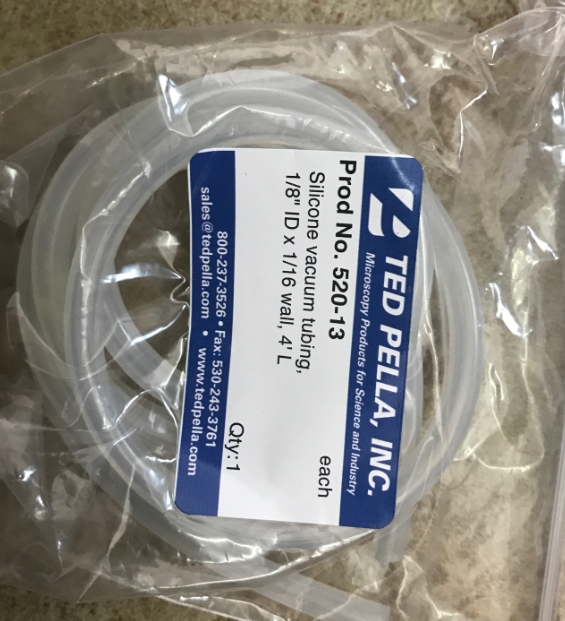 TED PELLA, INC.
Microscopy Products for Science and Industry
Prod No. 520-13
each
Silicone vacuum tubing,
1/8" ID x 1/16 wall, 4' L
Qty:1
800-237-3526 • Fax: 530-243-3761
sales@tedpella.com • www.tedpella.com